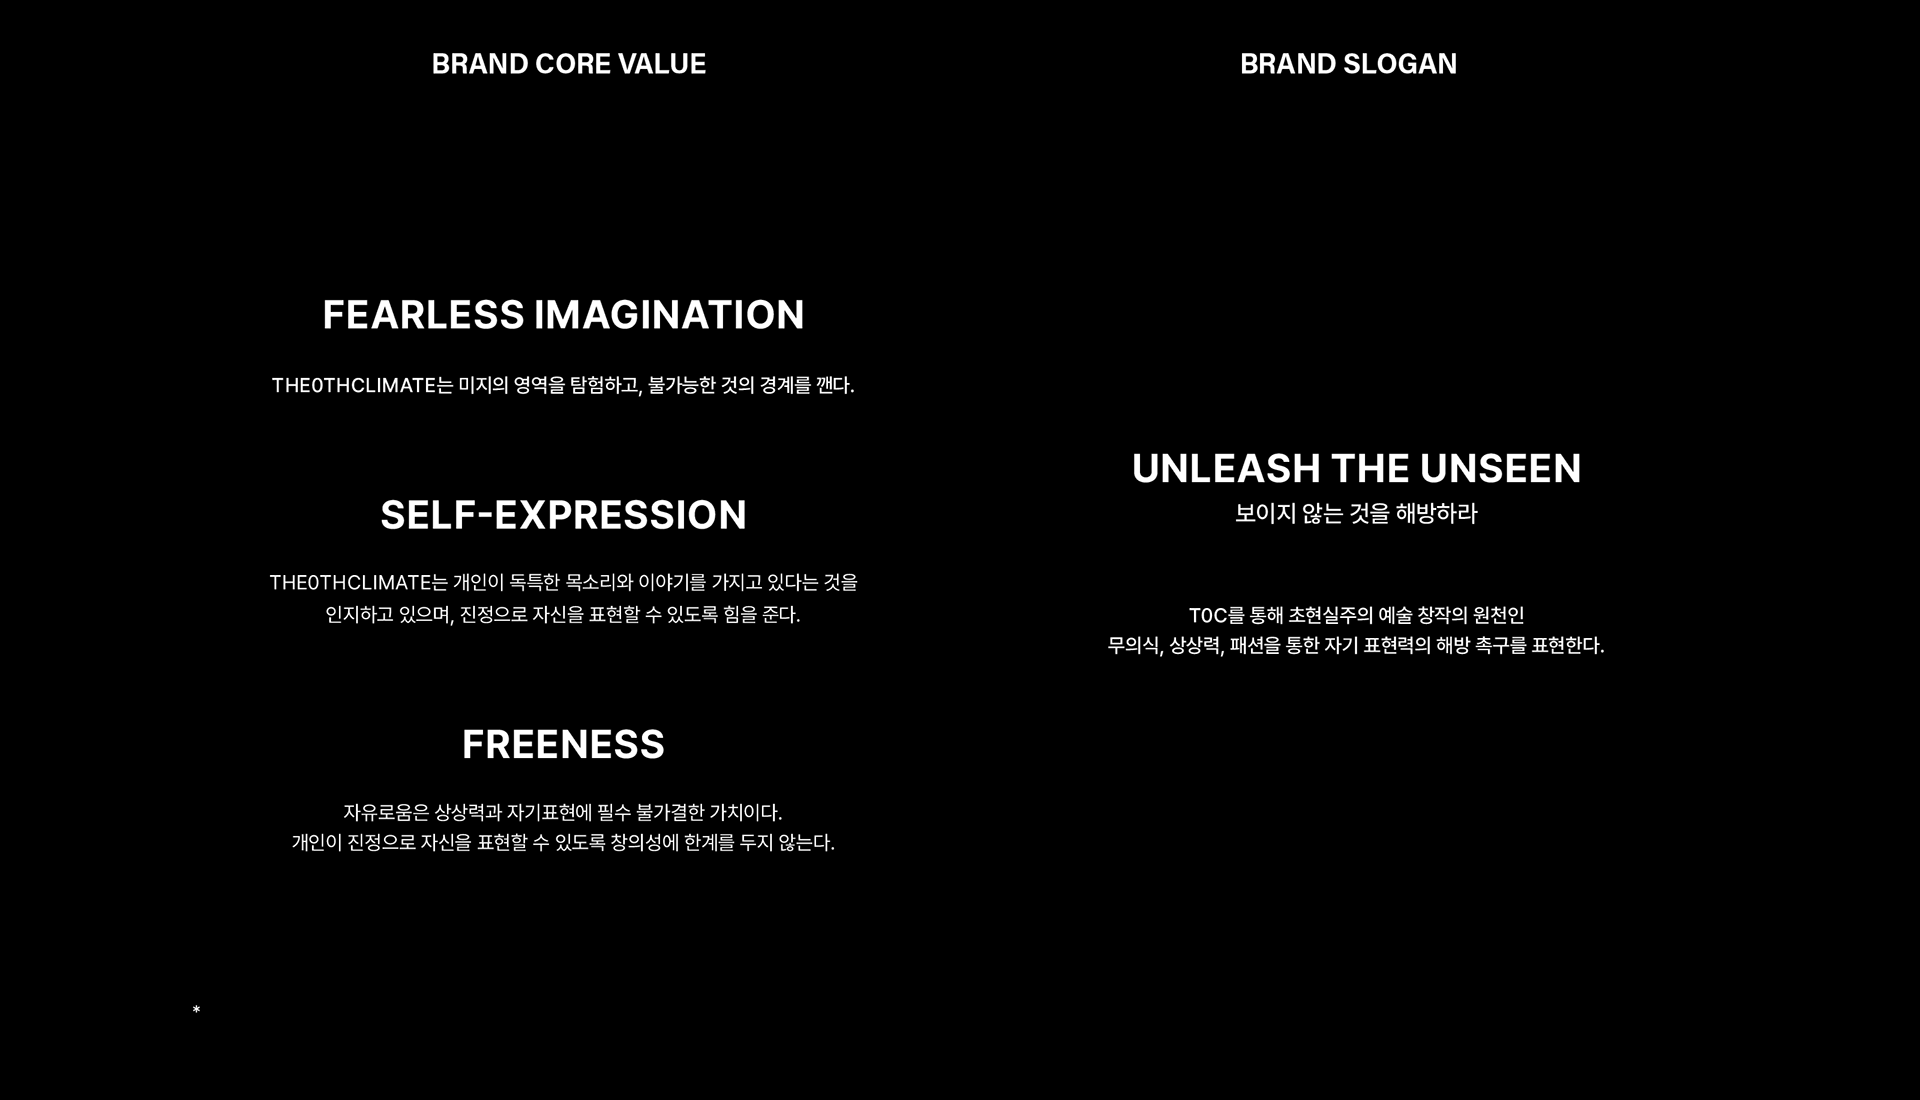 BRAND CORE VALUE
FEARLESS IMAGINATION
THE0THCLIMATE는 미지의 영역을 탐험하고, 불가능한 것의 경계를 깬다.
SELF-EXPRESSION
THE0THCLIMATE는 개인이 독특한 목소리와 이야기를 가지고 있다는 것을
인지하고 있으며, 진정으로 자신을 표현할 수 있도록 힘을 준다.
FREENESS
자유로움은 상상력과 자기표현에 필수 불가결한 가치이다.
개인이 진정으로 자신을 표현할 수 있도록 창의성에 한계를 두지 않는다.
*
BRAND SLOGAN
UNLEASH THE UNSEEN
보이지 않는 것을 해방하라
T0C를 통해 초현실주의 예술 창작의 원천인
무의식, 상상력, 패션을 통한 자기 표현력의 해방 촉구를 표현한다.